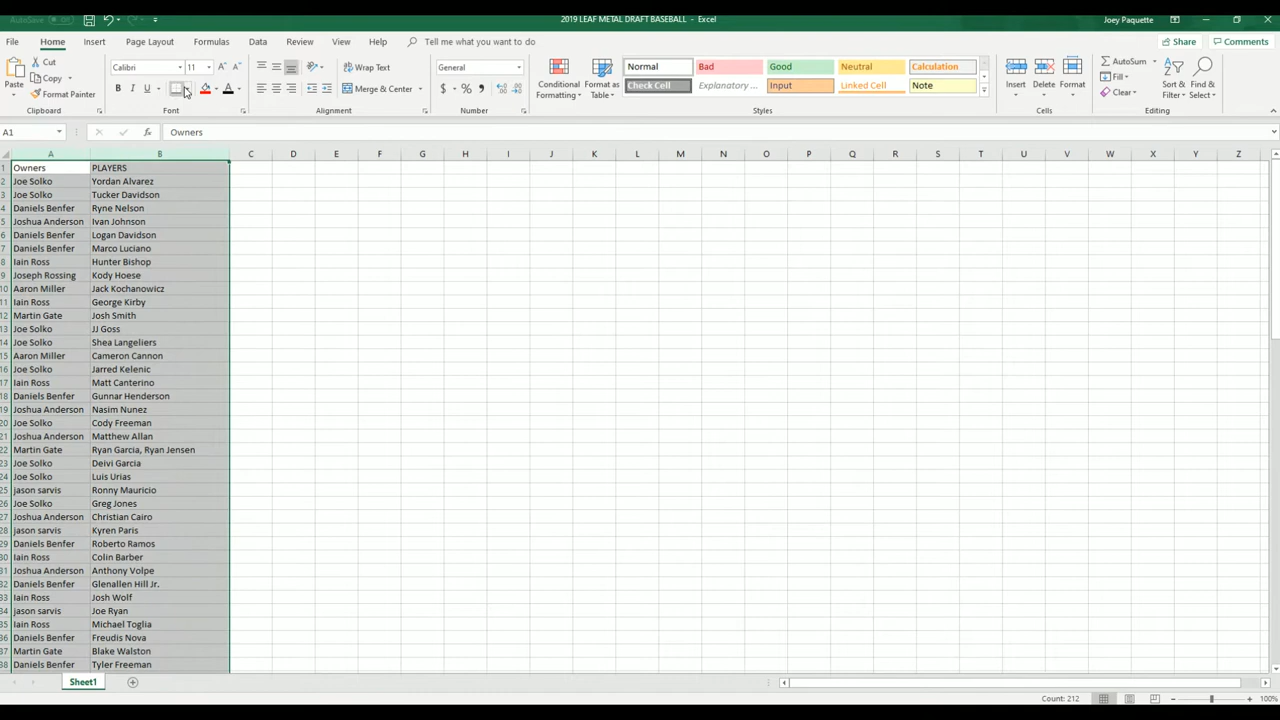 AutoSave Off 2019 LEAF METAL DRAFT BASEBALL - Excel Joey Paquette
File Home Insert Page Layout Formulas Data Review View Help Tell me what you want to do Share Comments
Paste Cut Copy Format Painter Clipboard
Calibri 11 B I U Font
Wrap Text Merge & Center Alignment
General $ % Number
Conditional Formatting Format as Table
Normal Bad Good Neutral Calculation
Check Cell Explanatory ... Input Linked Cell Note
Styles
Insert Delete Format Cells
AutoSum Fill Clear Sort & Filter Find & Select Editing
A1 fx Owners
A B C D E F G H I J K L M N O P Q R S T U V W X Y Z
1 Owners PLAYERS
2 Joe Solko Yordan Alvarez
3 Joe Solko Tucker Davidson
4 Daniels Benfer Ryne Nelson
5 Joshua Anderson Ivan Johnson
6 Daniels Benfer Logan Davidson
7 Daniels Benfer Marco Luciano
8 Iain Ross Hunter Bishop
9 Joseph Rossing Kody Hoese
10 Aaron Miller Jack Kochanowicz
11 Iain Ross George Kirby
12 Martin Gate Josh Smith
13 Joe Solko JJ Goss
14 Joe Solko Shea Langeliers
15 Aaron Miller Cameron Cannon
16 Joe Solko Jarred Kelenic
17 Iain Ross Matt Canterino
18 Daniels Benfer Gunnar Henderson
19 Joshua Anderson Nasim Nunez
20 Joe Solko Cody Freeman
21 Joshua Anderson Matthew Allan
22 Martin Gate Ryan Garcia, Ryan Jensen
23 Joe Solko Deivi Garcia
24 Joe Solko Luis Urias
25 jason sarvis Ronny Mauricio
26 Joe Solko Greg Jones
27 Joshua Anderson Christian Cairo
28 jason sarvis Kyren Paris
29 Daniels Benfer Roberto Ramos
30 Iain Ross Colin Barber
31 Joshua Anderson Anthony Volpe
32 Daniels Benfer Glenallen Hill Jr.
33 Iain Ross Josh Wolf
34 jason sarvis Joe Ryan
35 Iain Ross Michael Toglia
36 Daniels Benfer Freudis Nova
37 Martin Gate Blake Walston
38 Daniels Benfer Tyler Freeman
Sheet1
Count: 212 100%